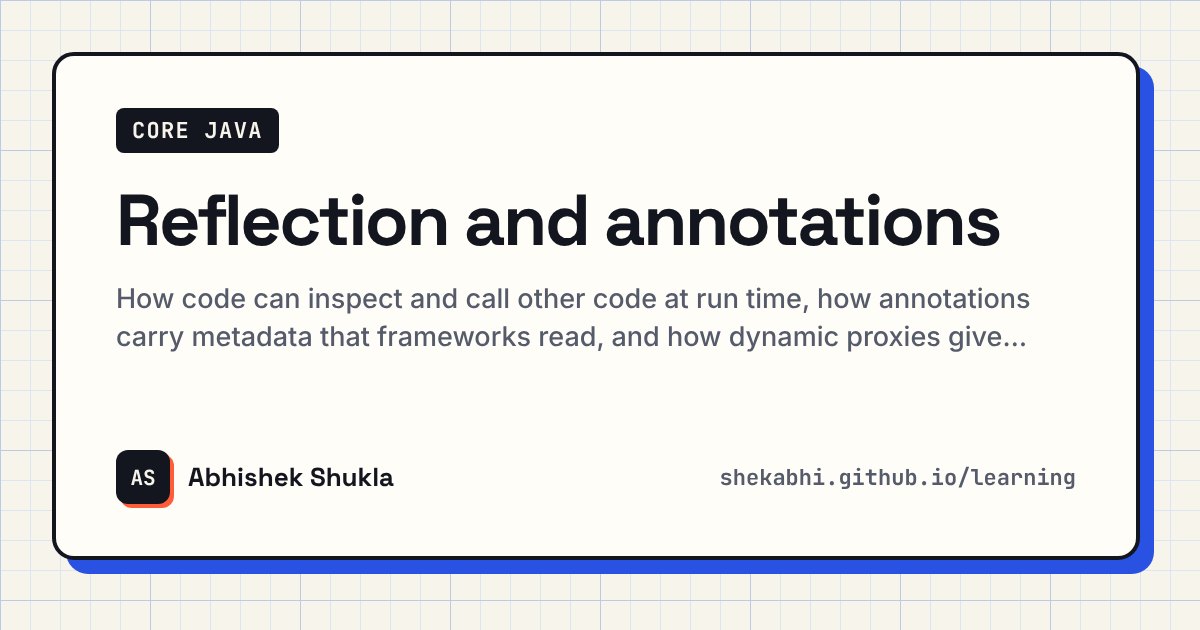 CORE JAVA
Reflection and annotations
How code can inspect and call other code at run time, how annotations
carry metadata that frameworks read, and how dynamic proxies give…
AS
Abhishek Shukla
shekabhi.github.io/learning